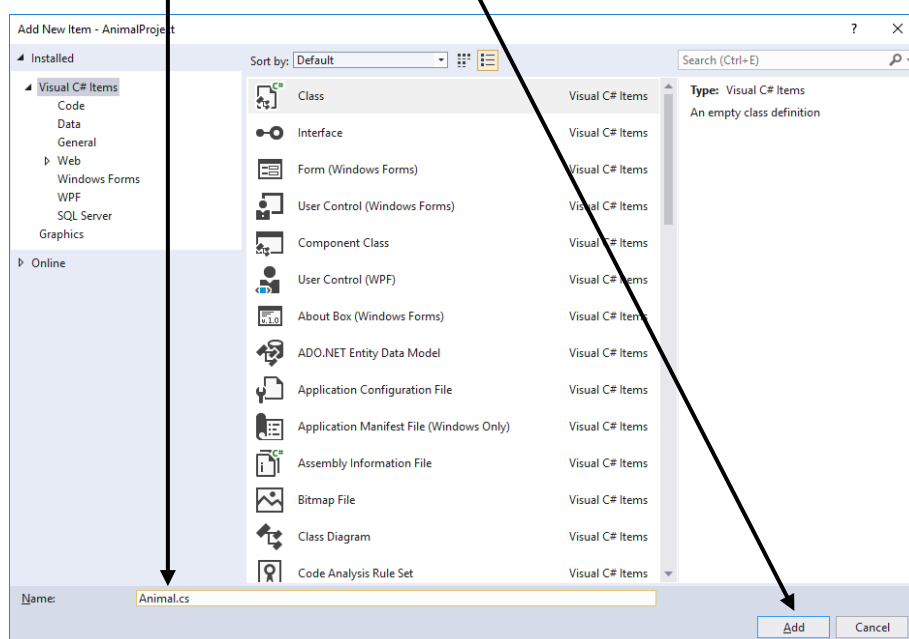 Add New Item - AnimalProject ? ×
Installed
Sort by: Default
Search (Ctrl+E)
Visual C# Items
Code
Data
General
Web
Windows Forms
WPF
SQL Server
Graphics
Online
Class Visual C# Items
Interface Visual C# Items
Form (Windows Forms) Visual C# Items
User Control (Windows Forms) Visual C# Items
Component Class Visual C# Items
User Control (WPF) Visual C# Items
About Box (Windows Forms) Visual C# Items
ADO.NET Entity Data Model Visual C# Items
Application Configuration File Visual C# Items
Application Manifest File (Windows Only) Visual C# Items
Assembly Information File Visual C# Items
Bitmap File Visual C# Items
Class Diagram Visual C# Items
Code Analysis Rule Set Visual C# Items
Type: Visual C# Items
An empty class definition
Name: Animal.cs
Add Cancel